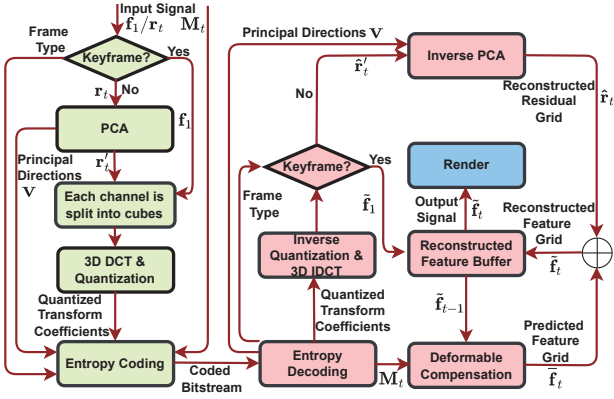 Input Signal
f₁/rₜ Mₜ
Frame
Type
Keyframe?
Yes
rₜ No
f₁
PCA
r′ₜ
Principal
Directions
V
Each channel is
split into cubes
3D DCT &
Quantization
Quantized
Transform
Coefficients
Entropy Coding
Coded
Bitstream
Principal Directions V
r̂′ₜ
No
Keyframe?
Yes
Frame
Type
f̃₁
Inverse
Quantization &
3D IDCT
Quantized
Transform
Coefficients
Entropy
Decoding
Mₜ
Inverse PCA
Reconstructed
Residual
Grid
r̂ₜ
Render
Output
Signal
f̃ₜ
Reconstructed
Feature
Grid
f̃ₜ
Reconstructed
Feature Buffer
f̃ₜ₋₁
Predicted
Feature
Grid
f̅ₜ
Deformable
Compensation